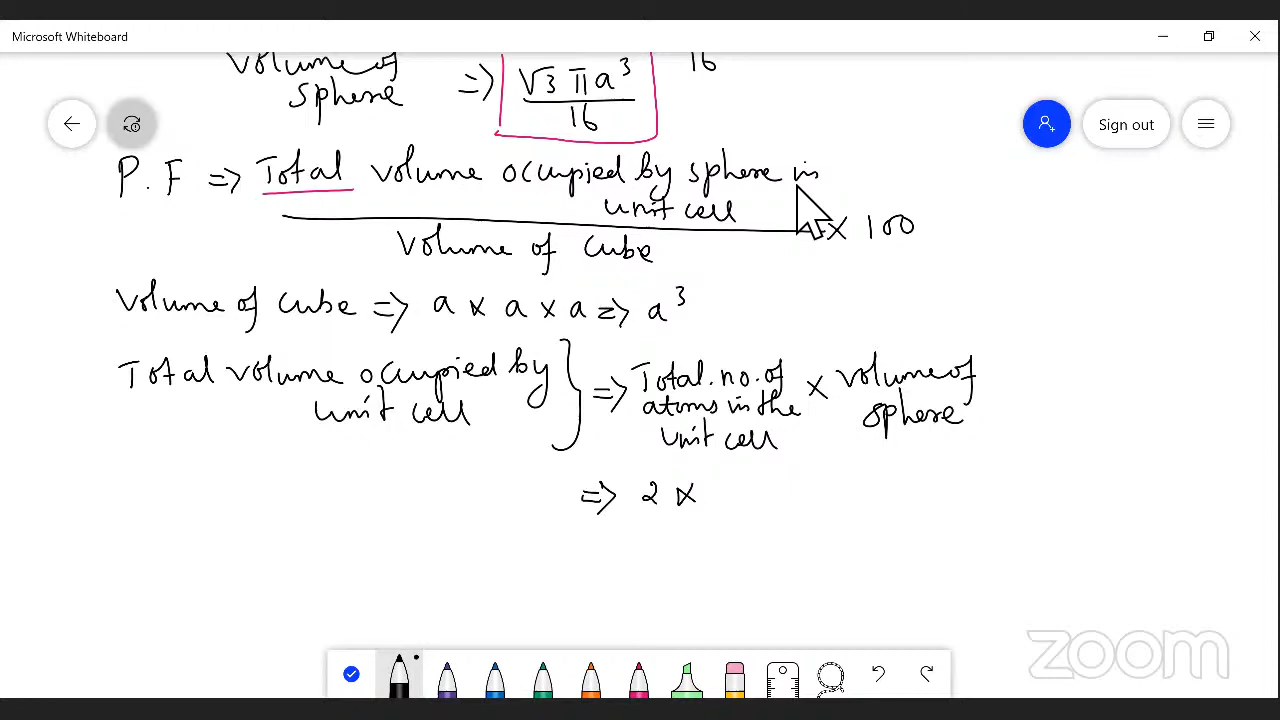 Microsoft Whiteboard
Volume of sphere => √3 πa³/16
16
Sign out
P.F => Total volume occupied by sphere in unit cell
Volume of cube
× 100
Volume of cube => a × a × a => a³
Total volume occupied by unit cell } => Total.no.of atoms in the unit cell × volume of sphere
=> 2 ×
zoom